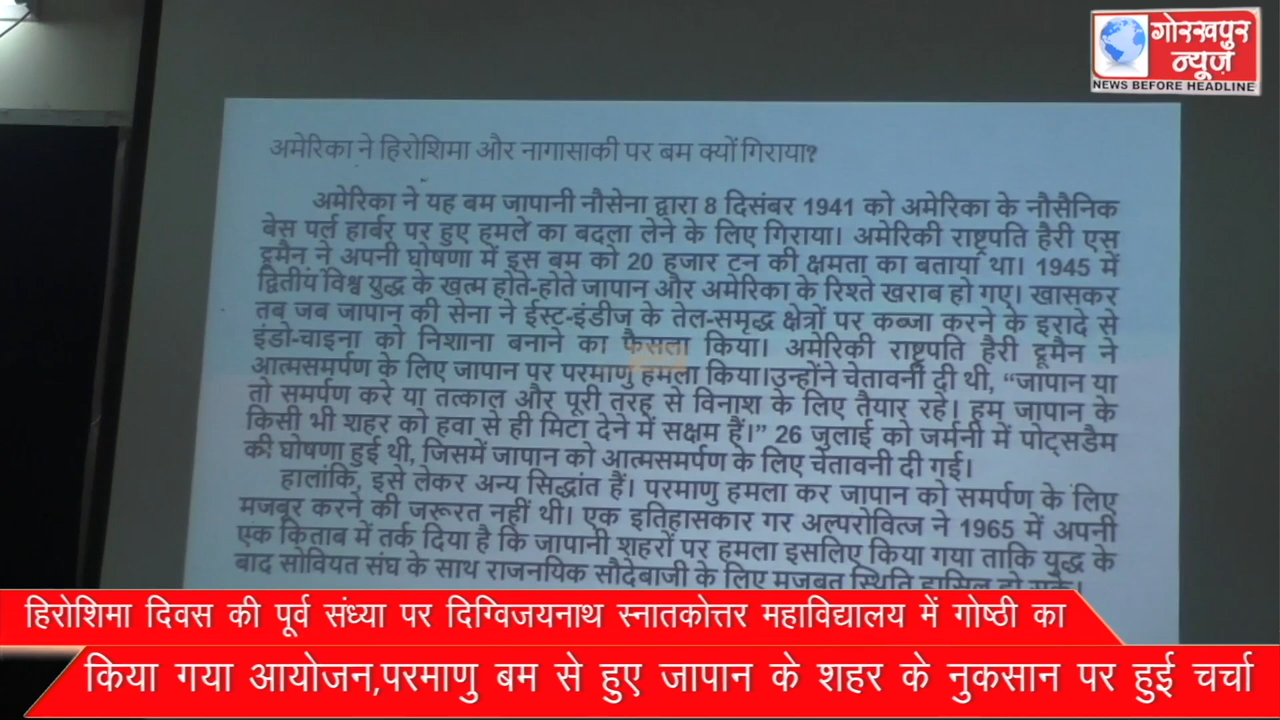 गोरखपुर
न्यूज़
NEWS BEFORE HEADLINE
अमेरिका ने हिरोशिमा और नागासाकी पर बम क्यों गिराया?
अमेरिका ने यह बम जापानी नौसेना द्वारा 8 दिसंबर 1941 को अमेरिका के नौसैनिक
बेस पर्ल हार्बर पर हुए हमले का बदला लेने के लिए गिराया। अमेरिकी राष्ट्रपति हैरी एस
ट्रूमैन ने अपनी घोषणा में इस बम को 20 हजार टन की क्षमता का बताया था। 1945 में
द्वितीय विश्व युद्ध के खत्म होते-होते जापान और अमेरिका के रिश्ते खराब हो गए। खासकर
तब जब जापान की सेना ने ईस्ट-इंडीज के तेल-समृद्ध क्षेत्रों पर कब्जा करने के इरादे से
इंडो-चाइना को निशाना बनाने का फैसला किया। अमेरिकी राष्ट्रपति हैरी ट्रूमैन ने
आत्मसमर्पण के लिए जापान पर परमाणु हमला किया।उन्होंने चेतावनी दी थी, “जापान या
तो समर्पण करे या तत्काल और पूरी तरह से विनाश के लिए तैयार रहे। हम जापान के
किसी भी शहर को हवा से ही मिटा देने में सक्षम हैं।” 26 जुलाई को जर्मनी में पोट्सडैम
की घोषणा हुई थी, जिसमें जापान को आत्मसमर्पण के लिए चेतावनी दी गई।
हालांकि, इसे लेकर अन्य सिद्धांत हैं। परमाणु हमला कर जापान को समर्पण के लिए
मजबूर करने की जरूरत नहीं थी। एक इतिहासकार गर अल्परोवित्ज ने 1965 में अपनी
एक किताब में तर्क दिया है कि जापानी शहरों पर हमला इसलिए किया गया ताकि युद्ध के
बाद सोवियत संघ के साथ राजनयिक सौदेबाजी के लिए मजबूत स्थिति हासिल हो सके।
हिरोशिमा दिवस की पूर्व संध्या पर दिग्विजयनाथ स्नातकोत्तर महाविद्यालय में गोष्ठी का
किया गया आयोजन,परमाणु बम से हुए जापान के शहर के नुकसान पर हुई चर्चा